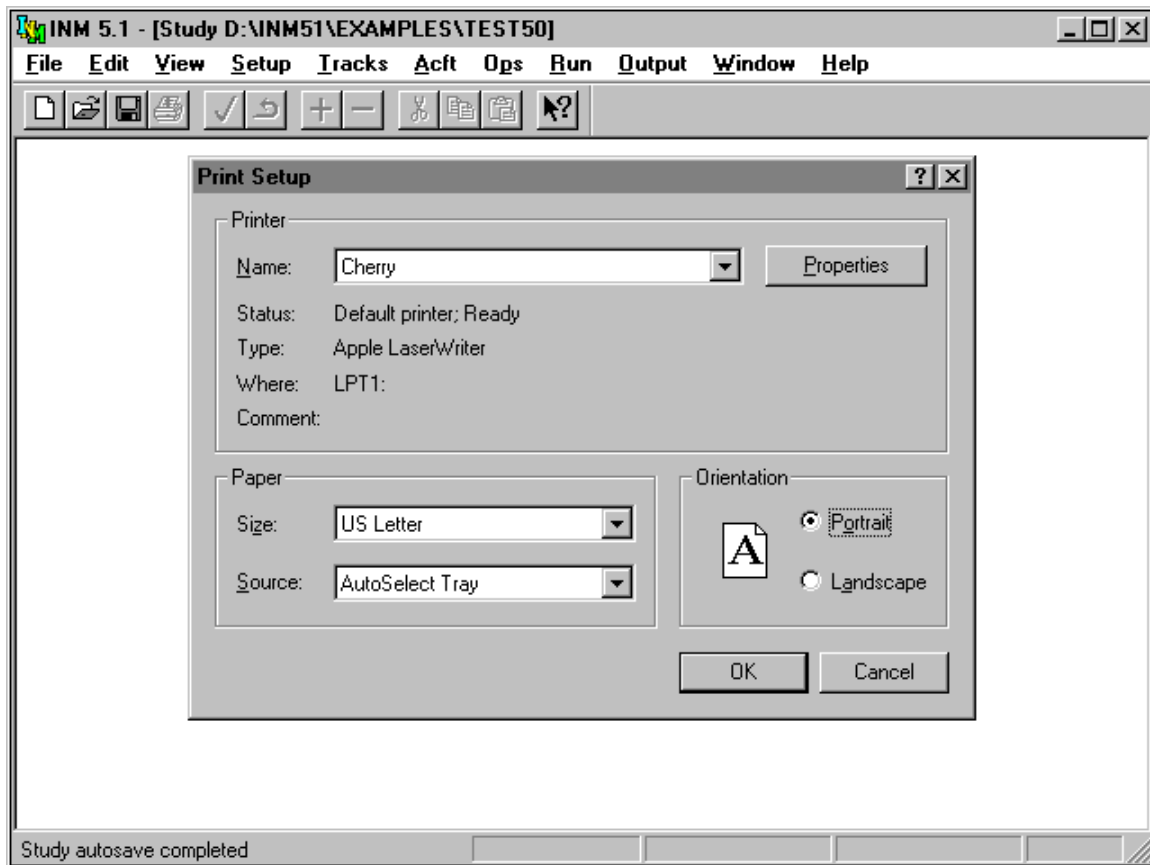 INM 5.1 - [Study D:\INM51\EXAMPLES\TEST50]
File Edit View Setup Tracks Acft Ops Run Output Window Help
Print Setup
Printer
Name: Cherry Properties
Status: Default printer; Ready
Type: Apple LaserWriter
Where: LPT1:
Comment:
Paper
Size: US Letter
Source: AutoSelect Tray
Orientation
A
Portrait
Landscape
OK Cancel
Study autosave completed